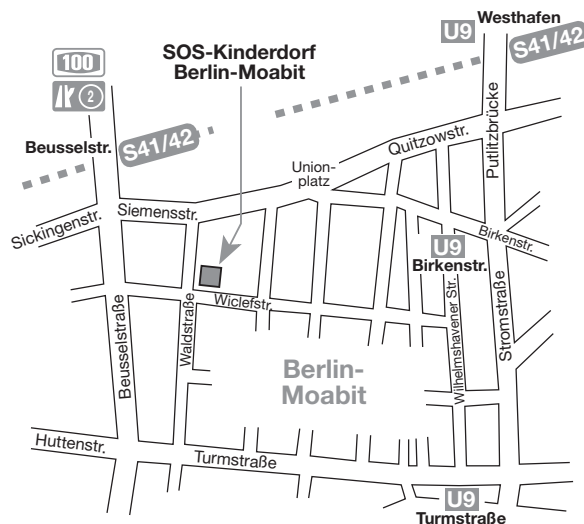 Westhafen
U9
S41/42
SOS-Kinderdorf
Berlin-Moabit
100
2
Beusselstr.
S41/42
Quitzowstr.
Putlitzbrücke
Union-
platz
Siemensstr.
Sickingenstr.
U9
Birkenstr.
Birkenstr.
Wiclefstr.
Beusselstraße
Waldstraße
Wilhelmshavener Str.
Stromstraße
Berlin-
Moabit
Huttenstr.
Turmstraße
U9
Turmstraße